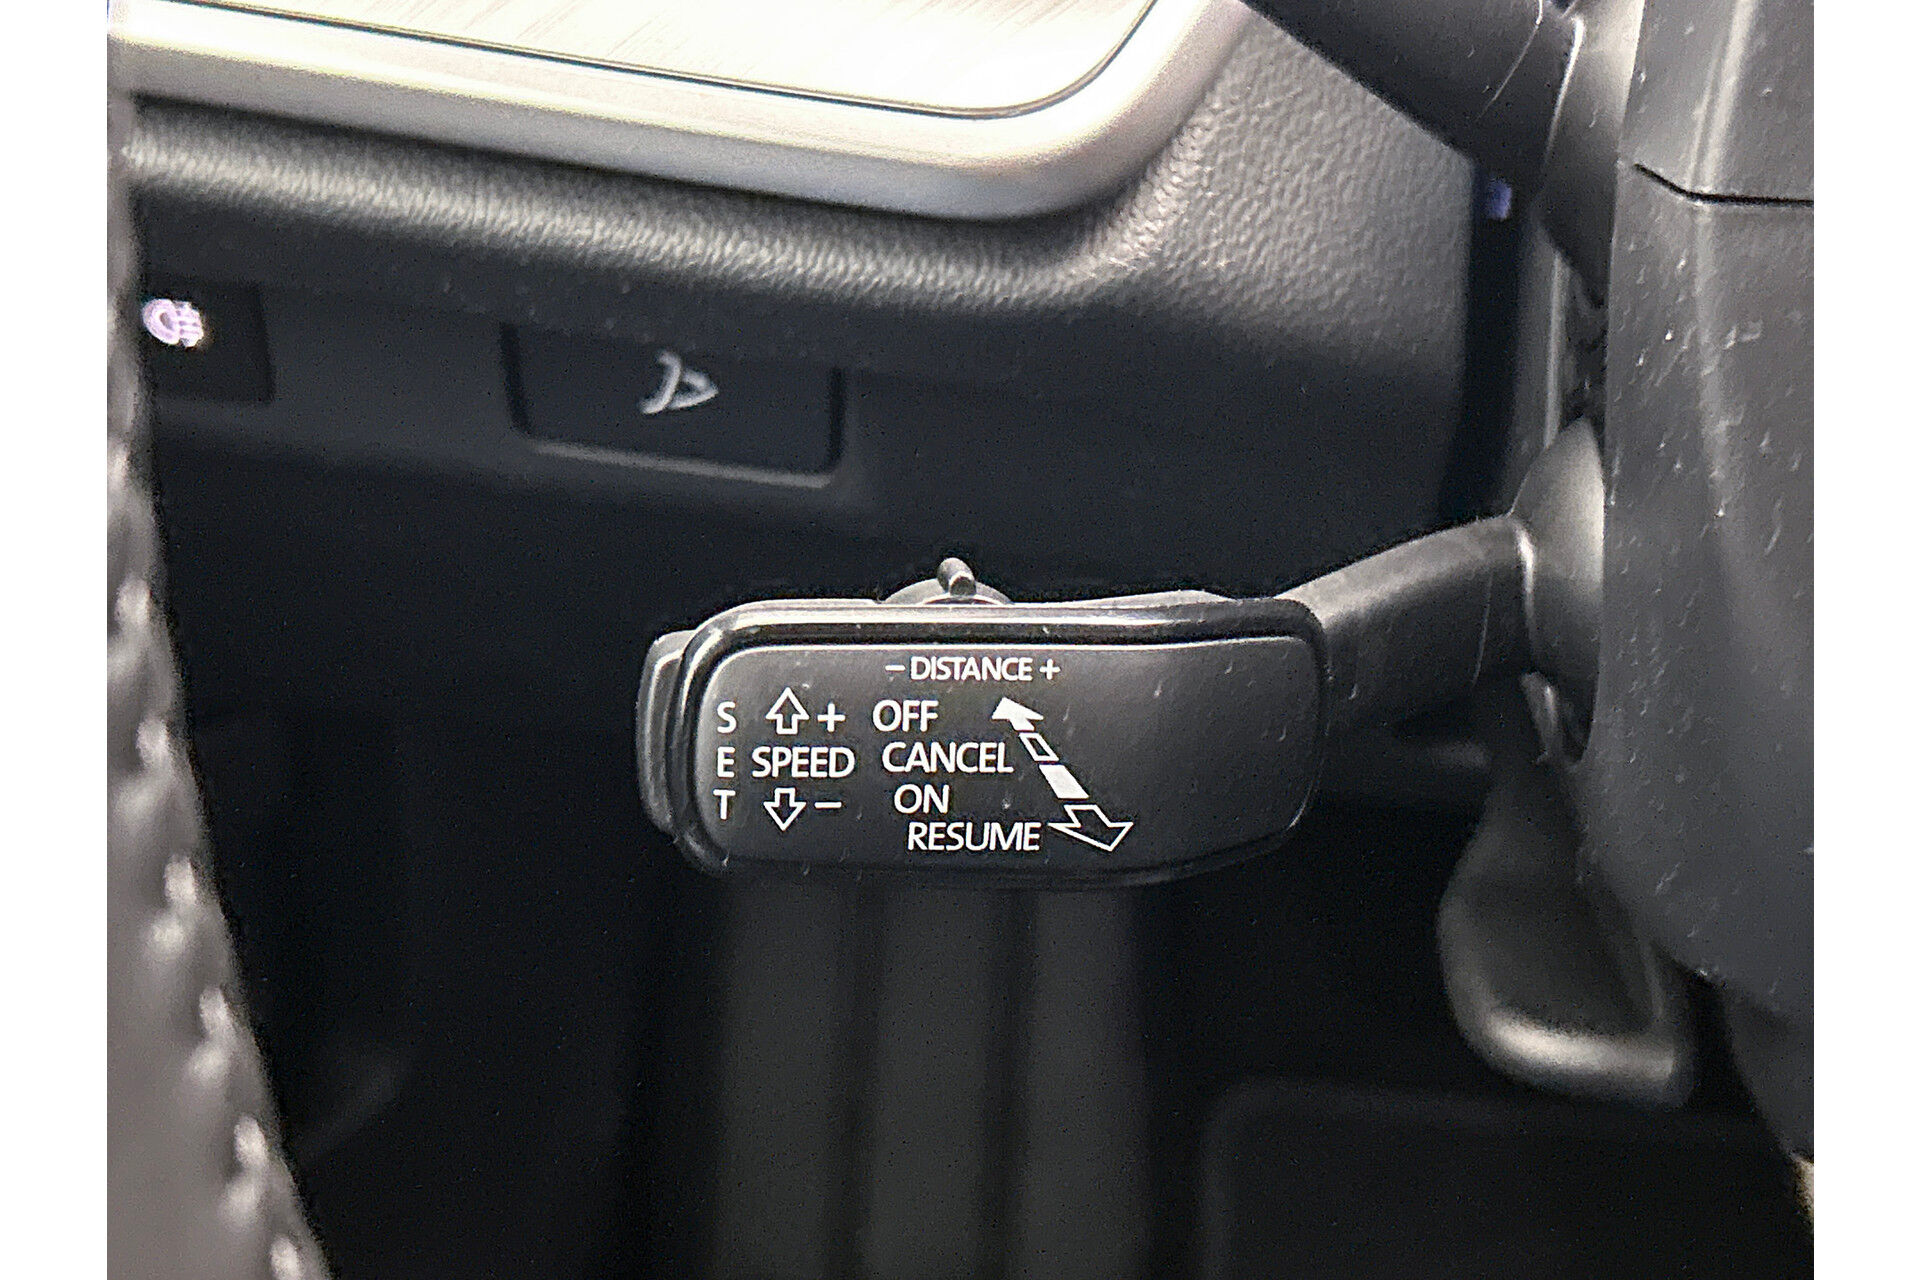 - DISTANCE +
S + OFF
E SPEED CANCEL
T - ON
RESUME